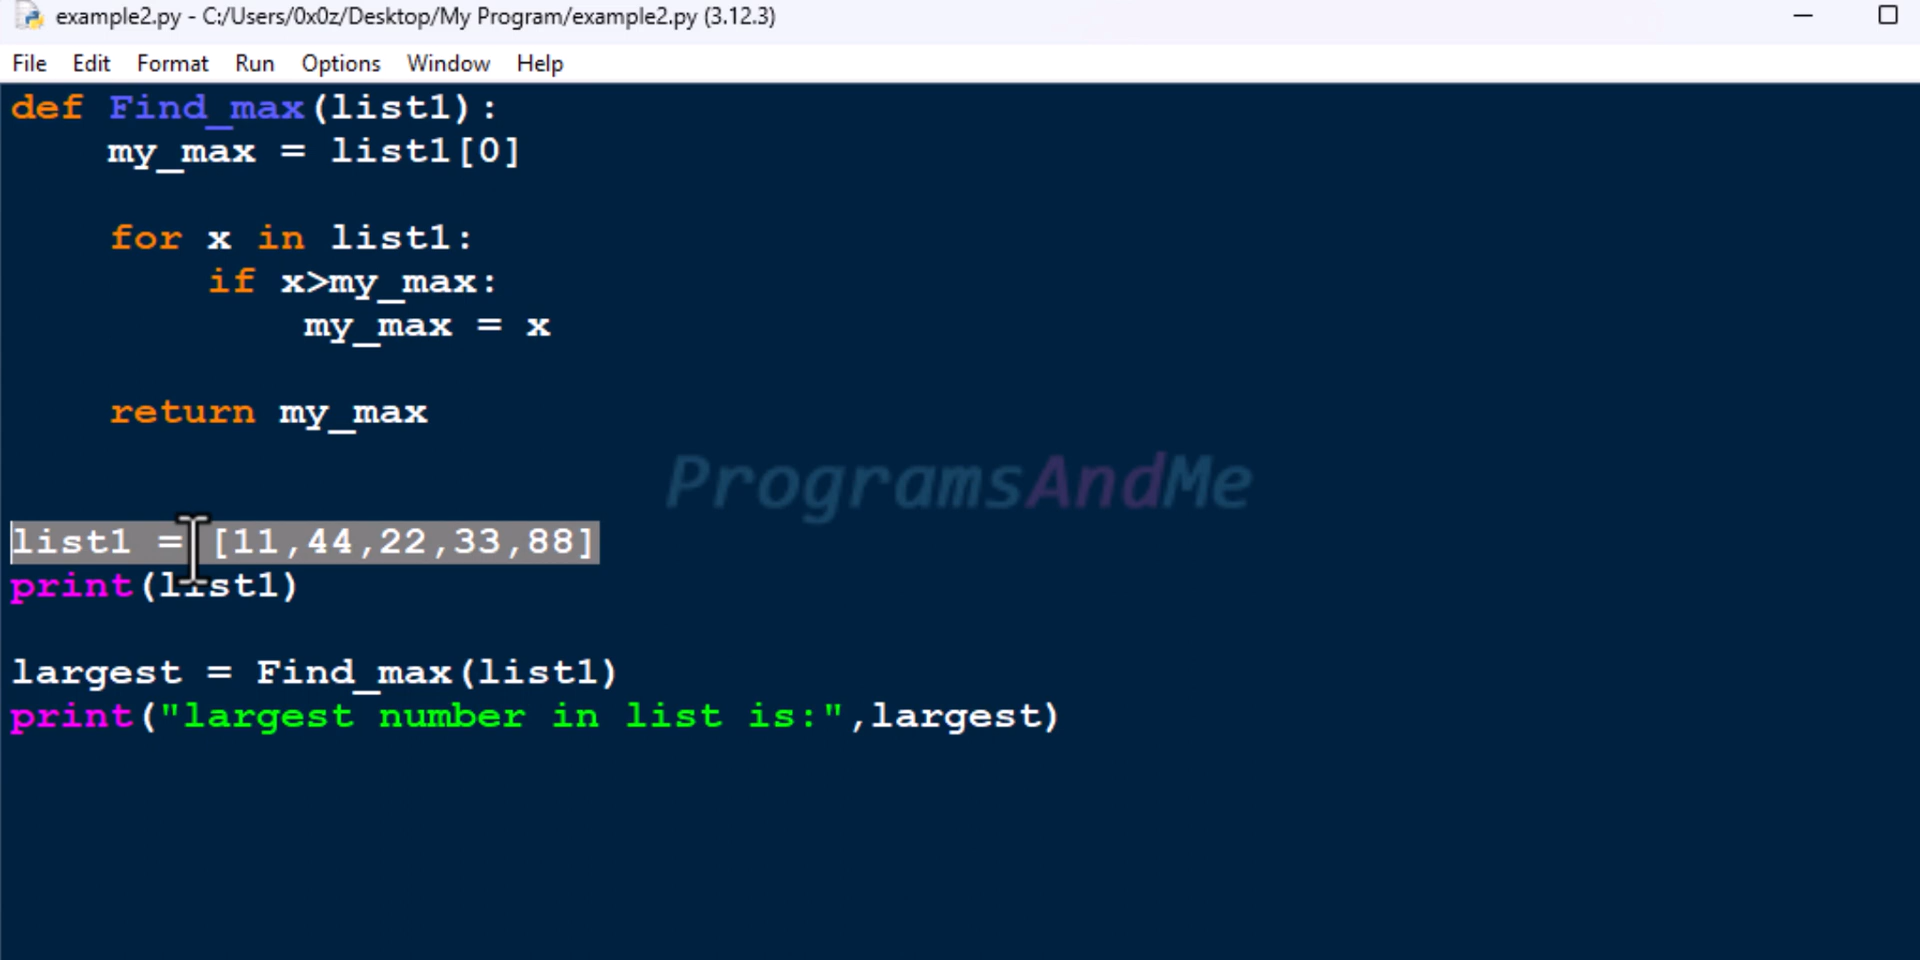 example2.py - C:/Users/0x0z/Desktop/My Program/example2.py (3.12.3)
File Edit Format Run Options Window Help
def Find_max(list1):
    my_max = list1[0]
    for x in list1:
        if x>my_max:
            my_max = x
    return my_max
ProgramsAndMe
list1 = [11,44,22,33,88]
print(list1)
largest = Find_max(list1)
print("largest number in list is:",largest)